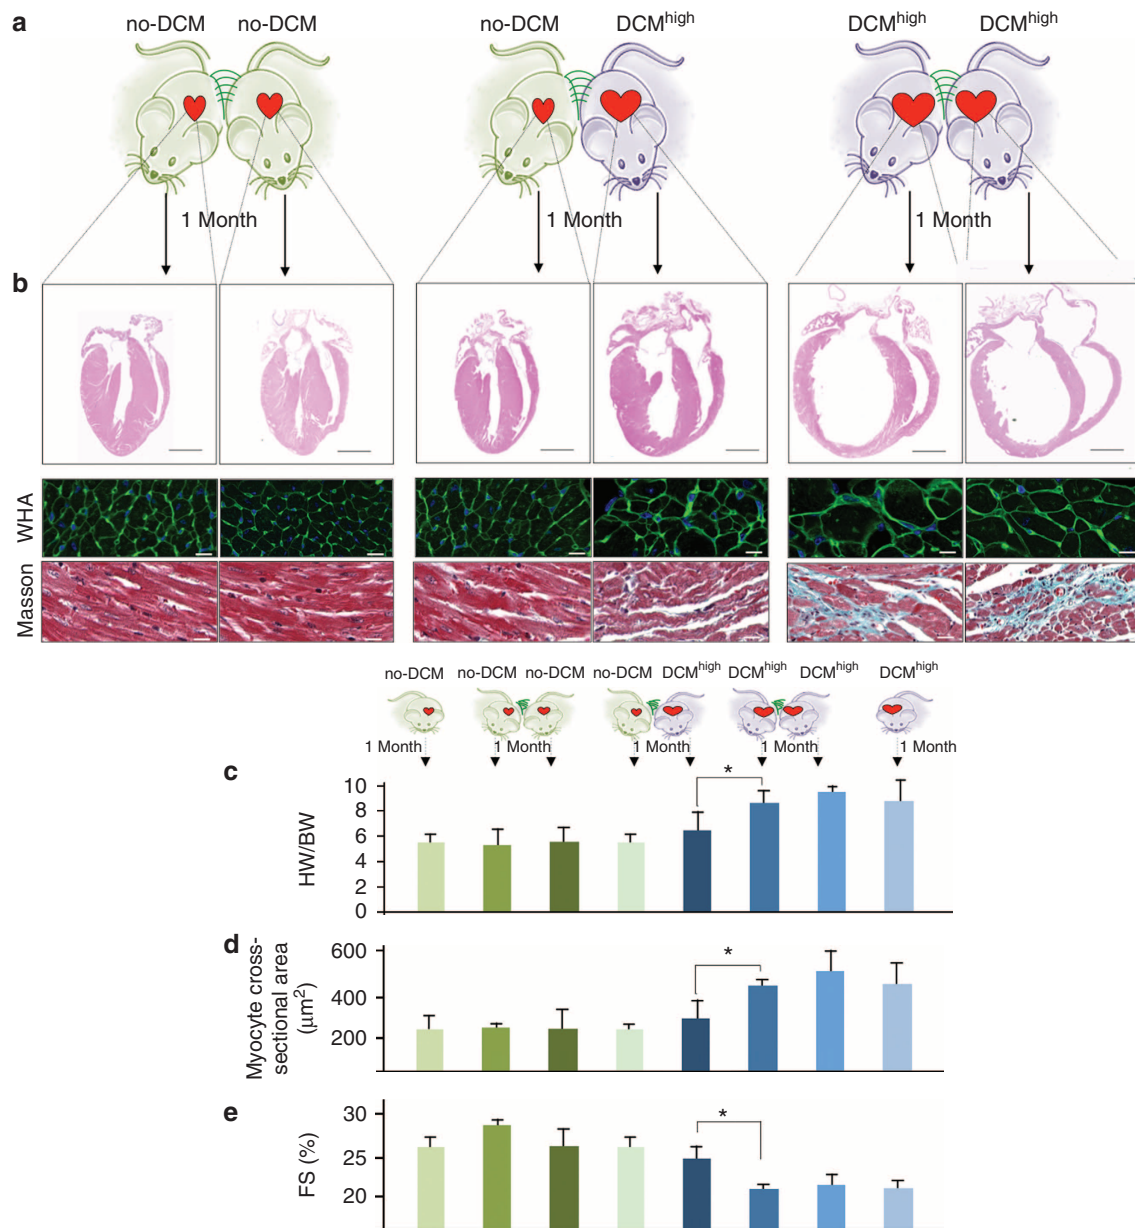 a
no-DCM no-DCM no-DCM DCMhigh DCMhigh DCMhigh
1 Month 1 Month 1 Month
b
WHA
Masson
no-DCM no-DCM no-DCM no-DCM DCMhigh DCMhigh DCMhigh DCMhigh
1 Month 1 Month 1 Month 1 Month 1 Month
c
*
HW/BW
10
8
6
4
2
0
d
*
Myocyte cross-
sectional area
(μm2)
600
400
200
e
*
FS (%)
30
25
20